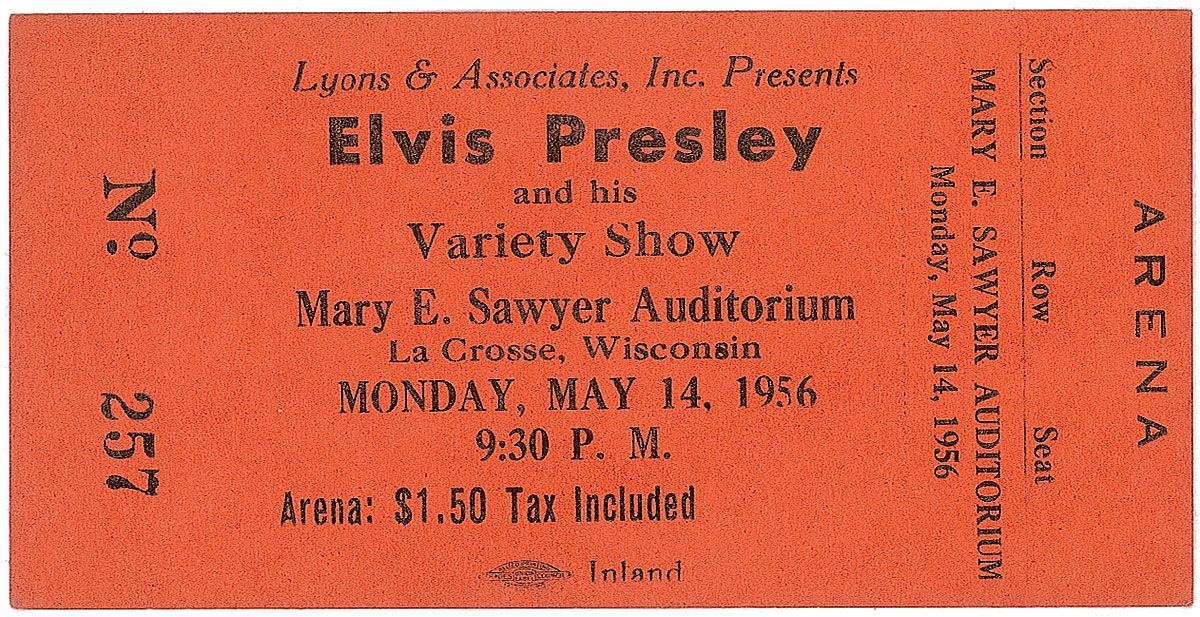 Nº 257
Lyons & Associates, Inc. Presents
Elvis Presley
and his
Variety Show
Mary E. Sawyer Auditorium
La Crosse, Wisconsin
MONDAY, MAY 14, 1956
9:30 P. M.
Arena: $1.50 Tax Included
Inland
ARENA
Section Row Seat
MARY E. SAWYER AUDITORIUM
Monday, May 14, 1956